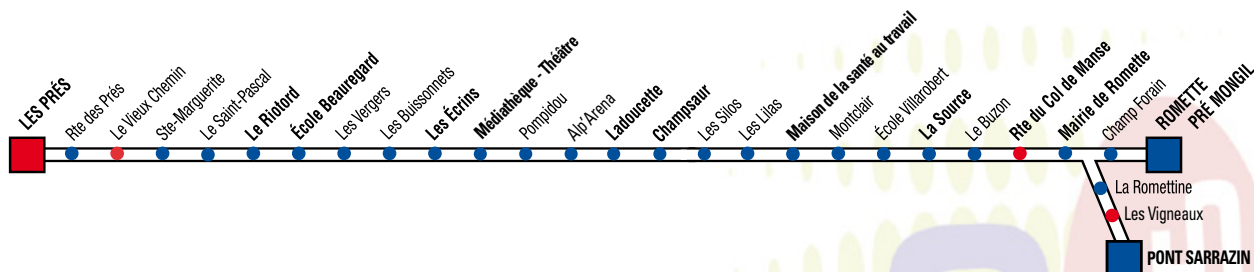 LES PRÉS
Rte des Prés
Le Vieux Chemin
Ste-Marguerite
Le Saint-Pascal
Le Riotord
École Beauregard
Les Vergers
Les Buissonnets
Les Écrins
Médiathèque - Théâtre
Pompidou
Alp'Arena
Ladoucette
Champsaur
Les Silos
Les Lilas
Maison de la santé au travail
Montclair
École Villarobert
La Source
Le Buzon
Rte du Col de Manse
Mairie de Romette
Champ Forain
ROMETTE
PRÉ MONGIL
La Romettine
Les Vigneaux
PONT SARRAZIN